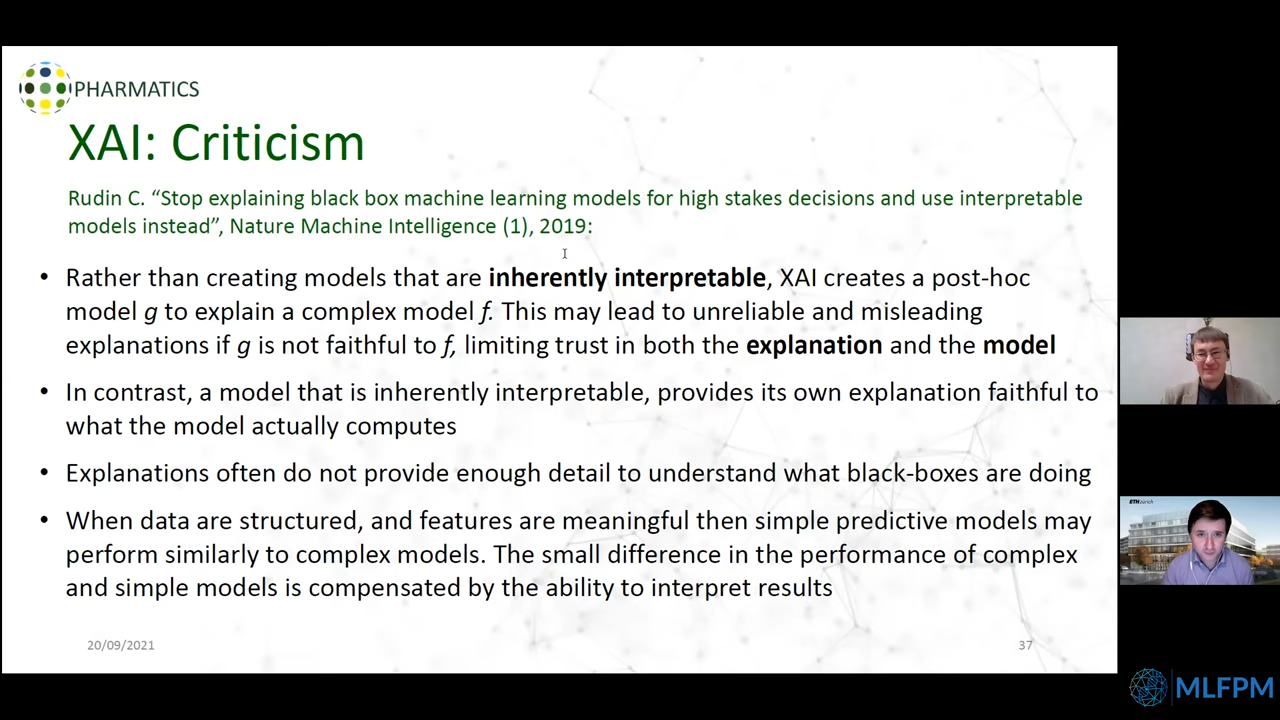 PHARMATICS
XAI: Criticism
Rudin C. “Stop explaining black box machine learning models for high stakes decisions and use interpretable
models instead”, Nature Machine Intelligence (1), 2019:
• Rather than creating models that are inherently interpretable, XAI creates a post-hoc
model g to explain a complex model f. This may lead to unreliable and misleading
explanations if g is not faithful to f, limiting trust in both the explanation and the model
• In contrast, a model that is inherently interpretable, provides its own explanation faithful to
what the model actually computes
• Explanations often do not provide enough detail to understand what black-boxes are doing
• When data are structured, and features are meaningful then simple predictive models may
perform similarly to complex models. The small difference in the performance of complex
and simple models is compensated by the ability to interpret results
20/09/2021
37
ETH zürich
MLFPM